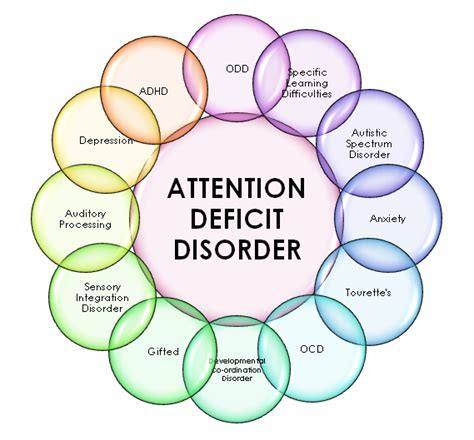 ODD
Specific
Learning
Difficulties
Autistic
Spectrum
Disorder
Anxiety
Tourette's
OCD
Developmental
Co-ordination
Disorder
Gifted
Sensory
Integration
Disorder
Auditory
Processing
Depression
ADHD
ATTENTION
DEFICIT
DISORDER